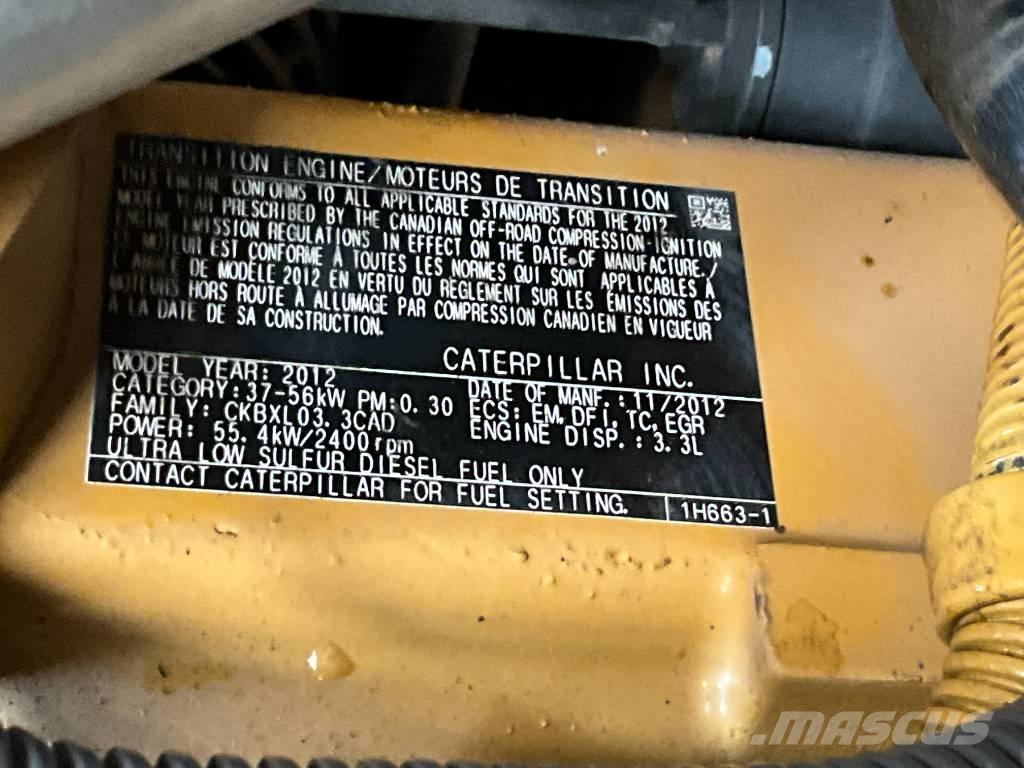 TRANSITION ENGINE/MOTEURS DE TRANSITION
THIS ENGINE CONFORMS TO ALL APPLICABLE STANDARDS FOR THE 2012
MODEL YEAR PRESCRIBED BY THE CANADIAN OFF-ROAD COMPRESSION-IGNITION
ENGINE EMISSION REGULATIONS IN EFFECT ON THE DATE OF MANUFACTURE./
CE MOTEUR EST CONFORME À TOUTES LES NORMES QUI SONT APPLICABLES À
L'ANNÉE DE MODÈLE 2012 EN VERTU DU RÈGLEMENT SUR LES ÉMISSIONS DES
MOTEURS HORS ROUTE À ALLUMAGE PAR COMPRESSION CANADIEN EN VIGUEUR
À LA DATE DE SA CONSTRUCTION.
CATERPILLAR INC.
MODEL YEAR: 2012 DATE OF MANF.:11/2012
CATEGORY:37-56kW PM:0.30 ECS: EM, DFI, TC, EGR
FAMILY: CKBXL03.3CAD ENGINE DISP.: 3.3L
POWER: 55.4kW/2400rpm
ULTRA LOW SULFUR DIESEL FUEL ONLY
CONTACT CATERPILLAR FOR FUEL SETTING. 1H663-1
MASCUS